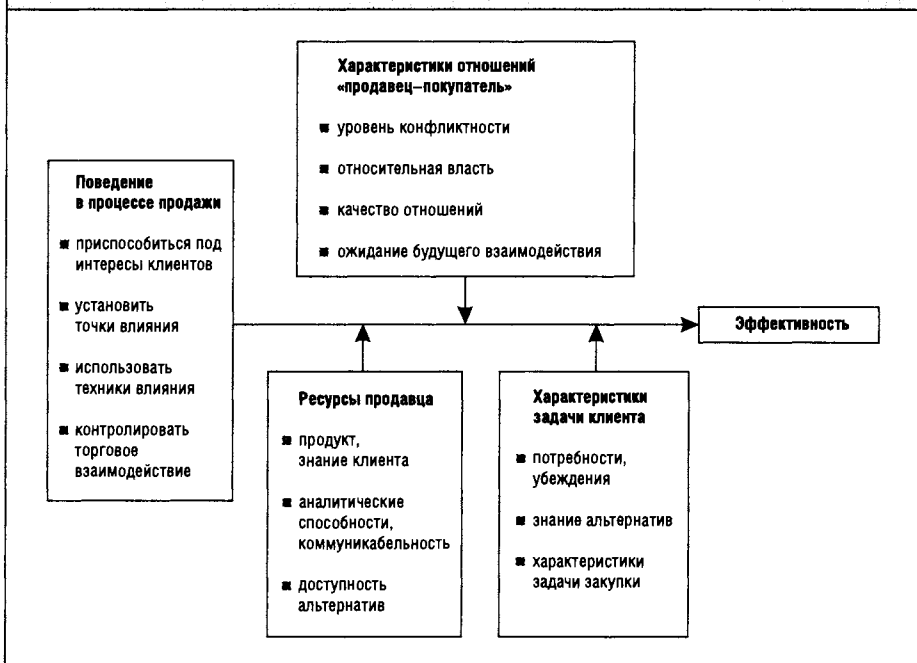 Характеристики отношений
«продавец–покупатель»
■ уровень конфликтности
■ относительная власть
■ качество отношений
■ ожидание будущего взаимодействия
Поведение
в процессе продажи
■ приспособиться под
интересы клиентов
■ установить
точки влияния
■ использовать
техники влияния
■ контролировать
торговое
взаимодействие
Эффективность
Ресурсы продавца
■ продукт,
знание клиента
■ аналитические
способности,
коммуникабельность
■ доступность
альтернатив
Характеристики
задачи клиента
■ потребности,
убеждения
■ знание альтернатив
■ характеристики
задачи закупки